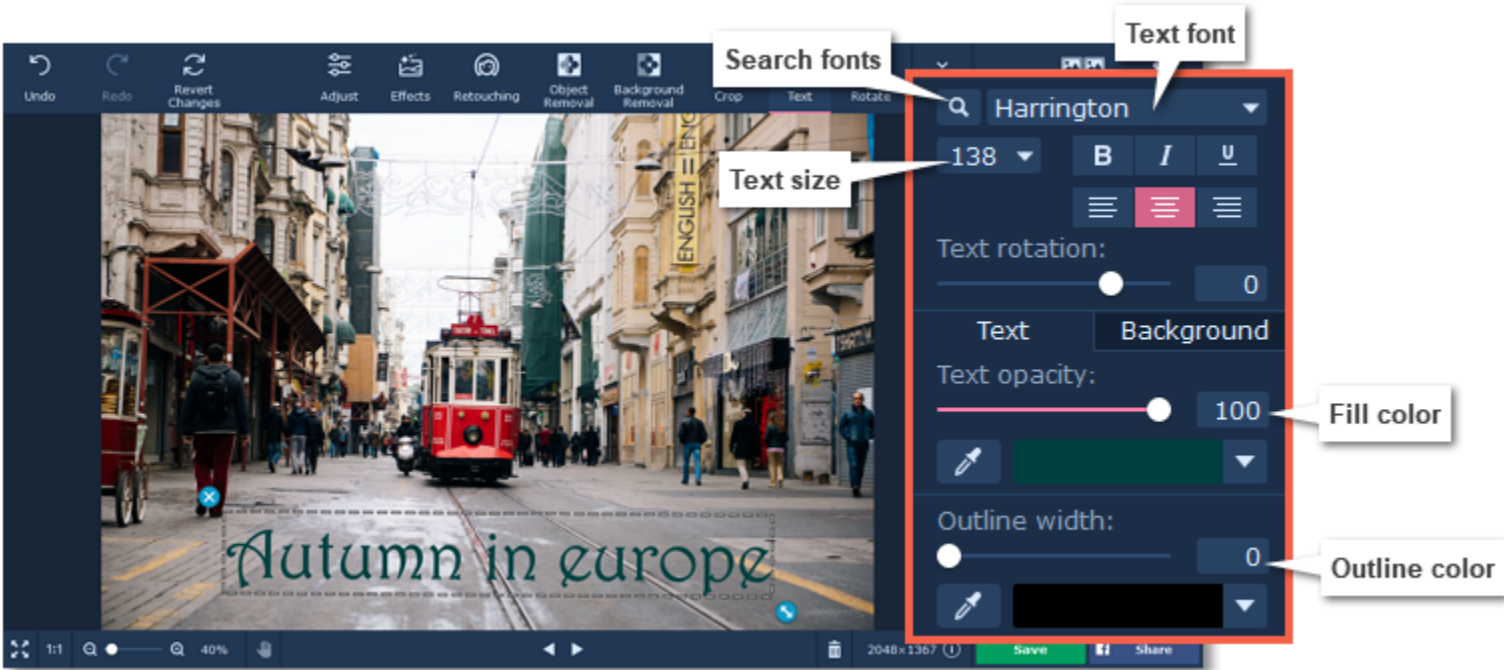 Text font
Search fonts
Undo
Redo
Revert Changes
Adjust
Effects
Retouching
Object Removal
Background Removal
Crop
Text
Rotate
Harrington
138
B
I
U
Text size
ENGLISH = ENG
Text rotation:
0
Text
Background
Text opacity:
100
Fill color
Outline width:
0
Outline color
Autumn in europe
1:1
40%
2048×1367
Save
Share